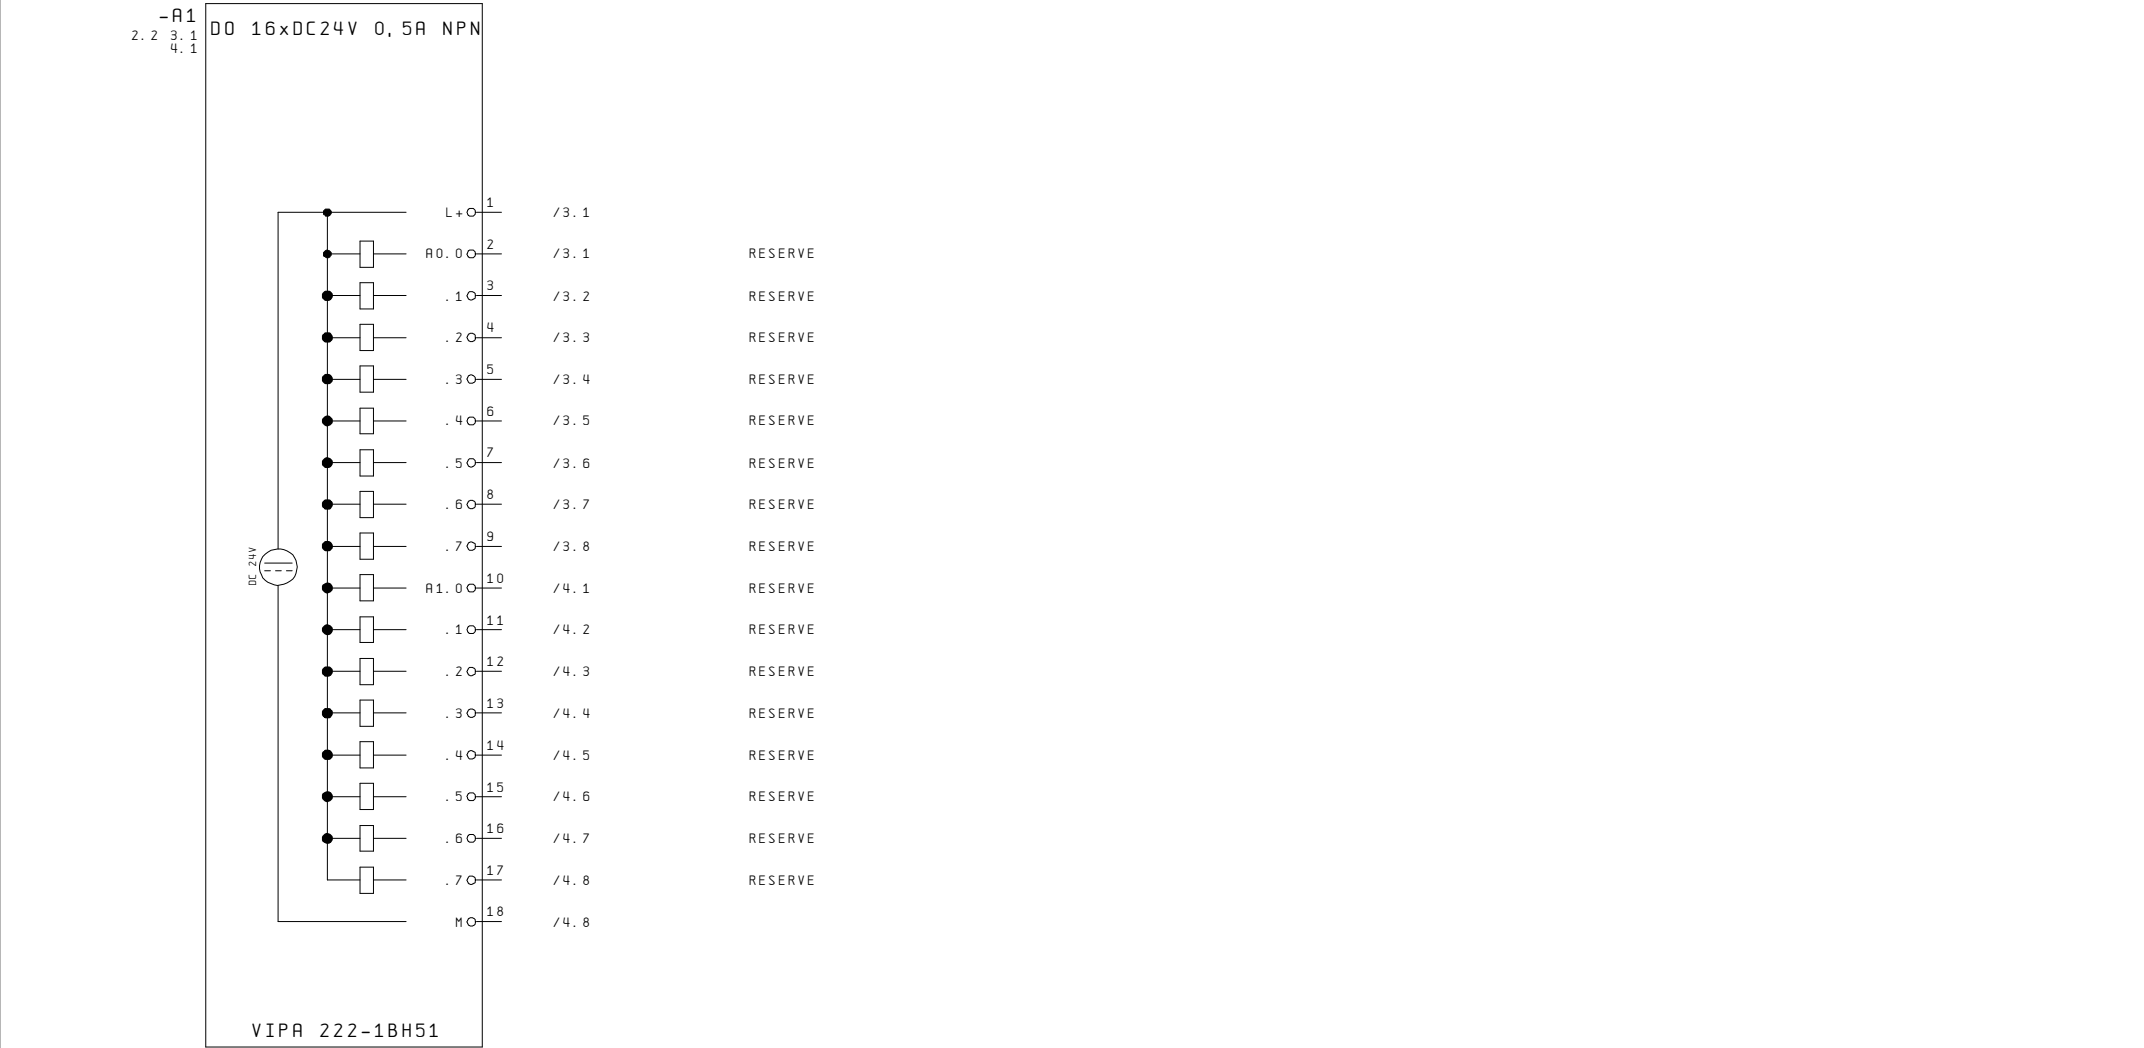 -A1
2.2 3.1
4.1
DO 16xDC24V 0,5A NPN
L+ 1 /3.1
A0.0 2 /3.1 RESERVE
.1 3 /3.2 RESERVE
.2 4 /3.3 RESERVE
.3 5 /3.4 RESERVE
.4 6 /3.5 RESERVE
.5 7 /3.6 RESERVE
.6 8 /3.7 RESERVE
.7 9 /3.8 RESERVE
DC 24V
A1.0 10 /4.1 RESERVE
.1 11 /4.2 RESERVE
.2 12 /4.3 RESERVE
.3 13 /4.4 RESERVE
.4 14 /4.5 RESERVE
.5 15 /4.6 RESERVE
.6 16 /4.7 RESERVE
.7 17 /4.8 RESERVE
M 18 /4.8
VIPA 222-1BH51